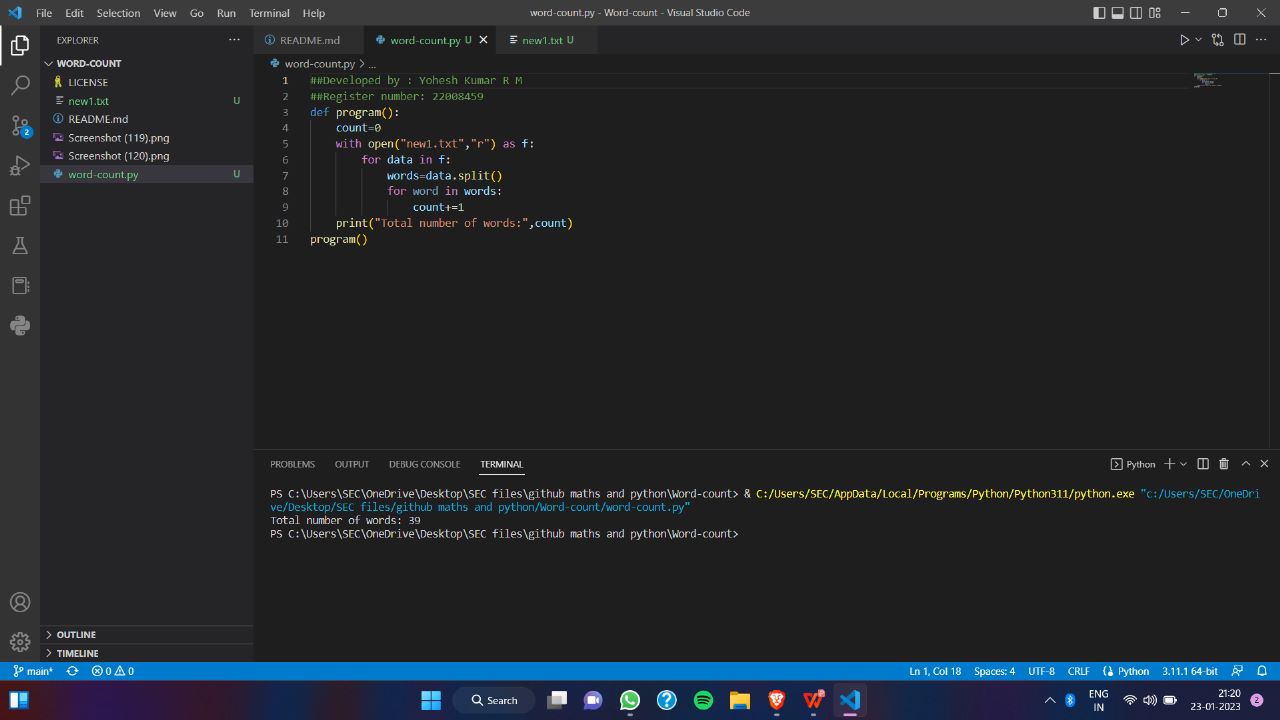 File Edit Selection View Go Run Terminal Help
word-count.py - Word-count - Visual Studio Code
EXPLORER
WORD-COUNT
LICENSE
new1.txt U
README.md
Screenshot (119).png
Screenshot (120).png
word-count.py U
OUTLINE
TIMELINE
2
README.md word-count.py U new1.txt U
word-count.py > ...
1 ##Developed by : Yohesh Kumar R M
2 ##Register number: 22008459
3 def program():
4 count=0
5 with open("new1.txt","r") as f:
6 for data in f:
7 words=data.split()
8 for word in words:
9 count+=1
10 print("Total number of words:",count)
11 program()
PROBLEMS OUTPUT DEBUG CONSOLE TERMINAL
Python
PS C:\Users\SEC\OneDrive\Desktop\SEC files\github maths and python\Word-count> & C:/Users/SEC/AppData/Local/Programs/Python/Python311/python.exe "c:/Users/SEC/OneDri
ve/Desktop/SEC files/github maths and python/Word-count/word-count.py"
Total number of words: 39
PS C:\Users\SEC\OneDrive\Desktop\SEC files\github maths and python\Word-count>
main* 0 0 Ln 1, Col 18 Spaces: 4 UTF-8 CRLF Python 3.11.1 64-bit
Search
ENG
IN
21:20
23-01-2023
2